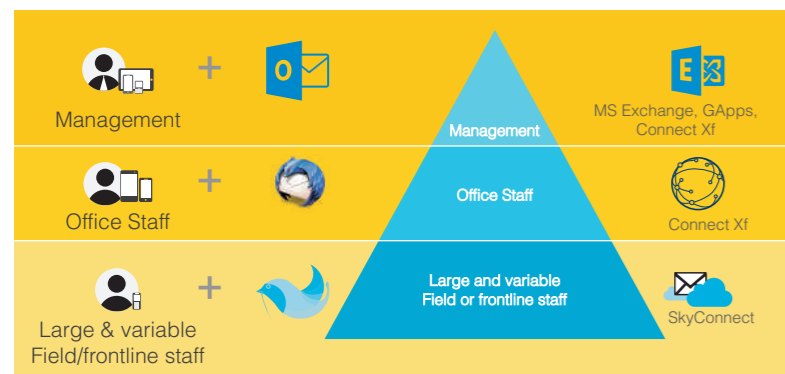 Management
O
Management
E
MS Exchange, GApps,
Connect Xf
Office Staff
Office Staff
Connect Xf
Large & variable
Field/frontline staff
Large and variable
Field or frontline staff
SkyConnect